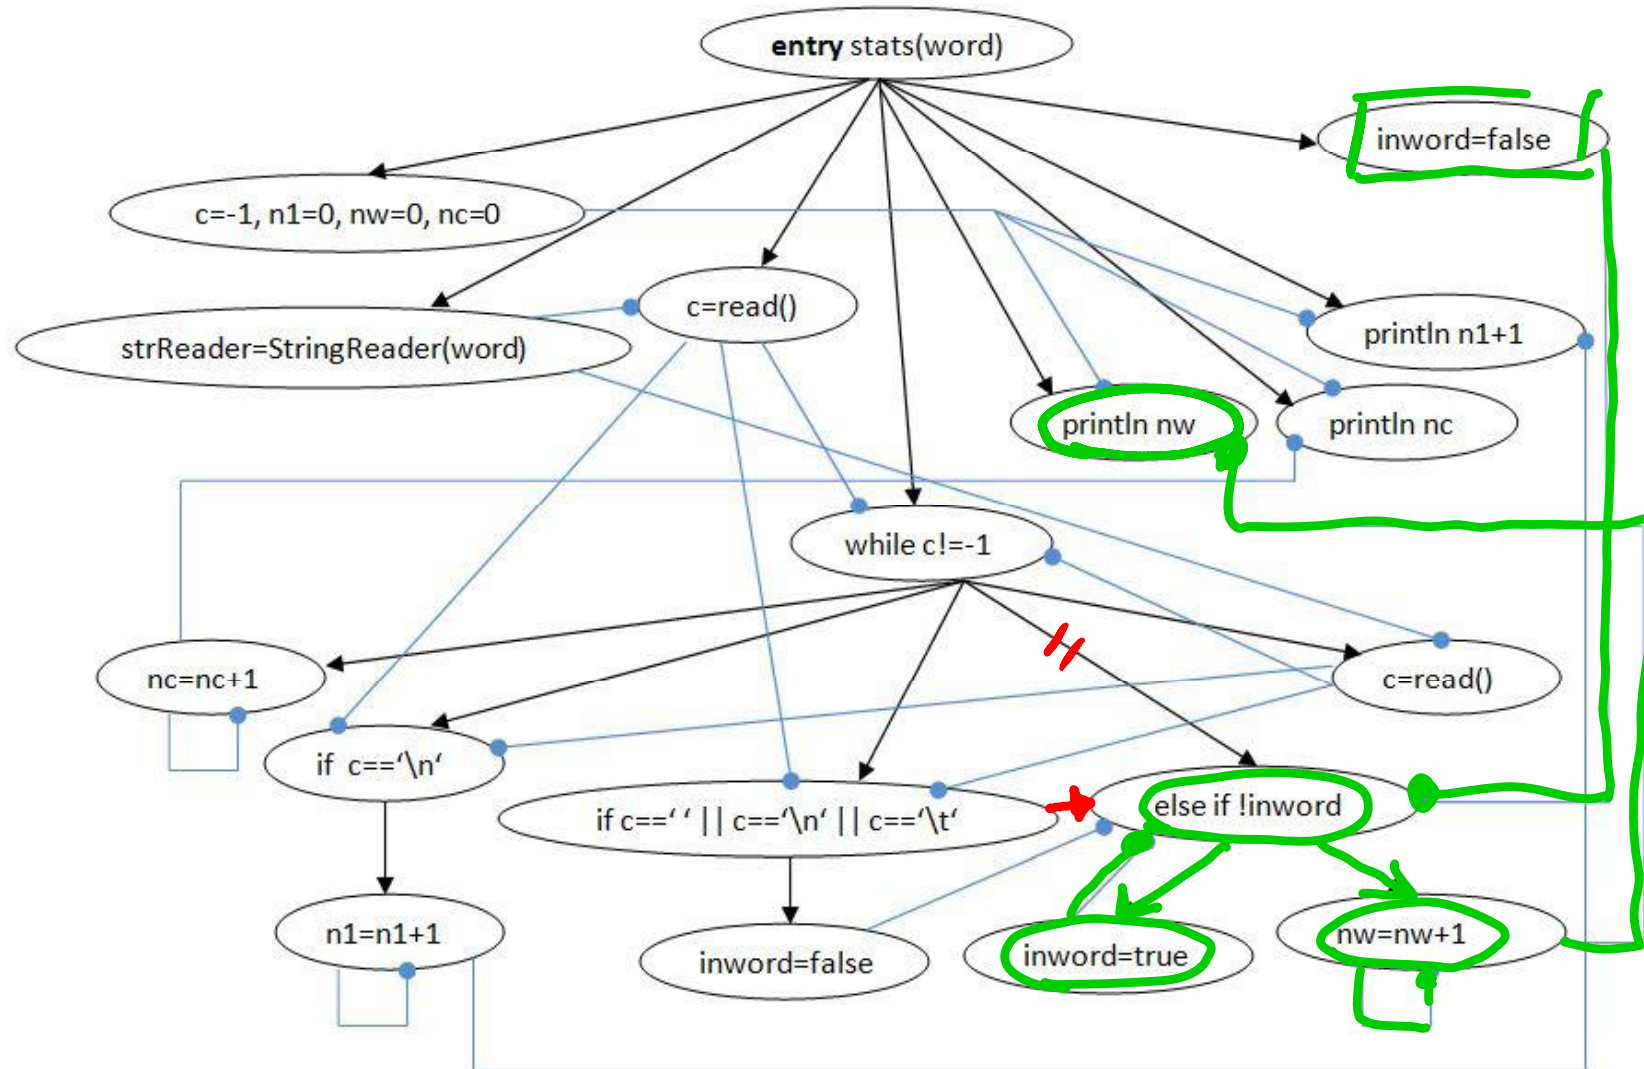 entry stats(word)
inword=false
c=-1, n1=0, nw=0, nc=0
c=read()
strReader=StringReader(word)
println n1+1
println nw
println nc
while c!=-1
nc=nc+1
c=read()
if c==‘\n‘
if c==‘ ‘ || c==‘\n‘ || c==‘\t‘
else if !inword
n1=n1+1
inword=false
inword=true
nw=nw+1